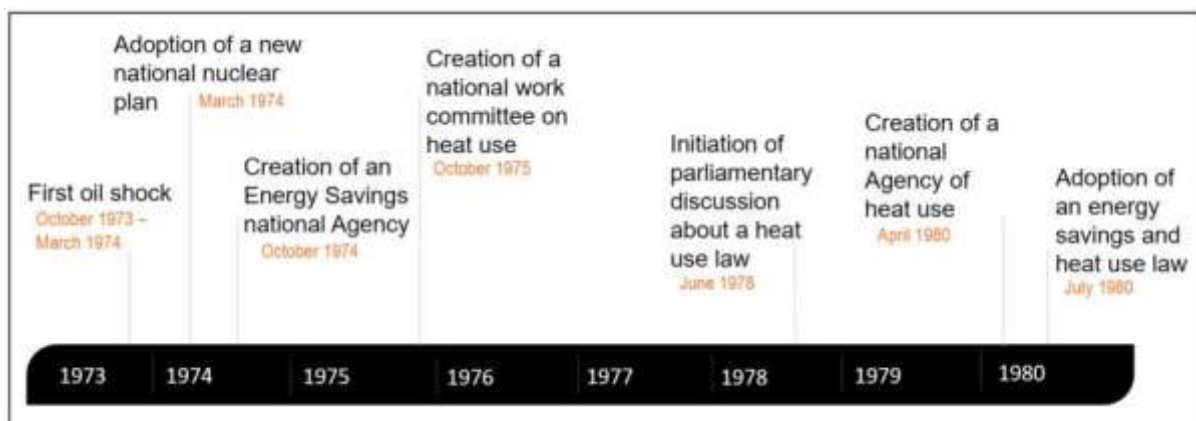 Adoption of a new
national nuclear
plan
March 1974
Creation of a
national work
committee on
heat use
October 1975
Initiation of
parliamentary
discussion
about a heat
use law
June 1978
Creation of a
national
Agency of
heat use
April 1980
Adoption of
an energy
savings and
heat use law
July 1980
First oil shock
October 1973 –
March 1974
Creation of an
Energy Savings
national Agency
October 1974
1973
1974
1975
1976
1977
1978
1979
1980